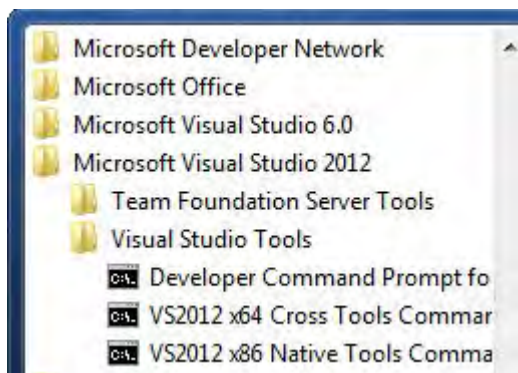 Microsoft Developer Network
Microsoft Office
Microsoft Visual Studio 6.0
Microsoft Visual Studio 2012
Team Foundation Server Tools
Visual Studio Tools
Developer Command Prompt fo
VS2012 x64 Cross Tools Commar
VS2012 x86 Native Tools Comma